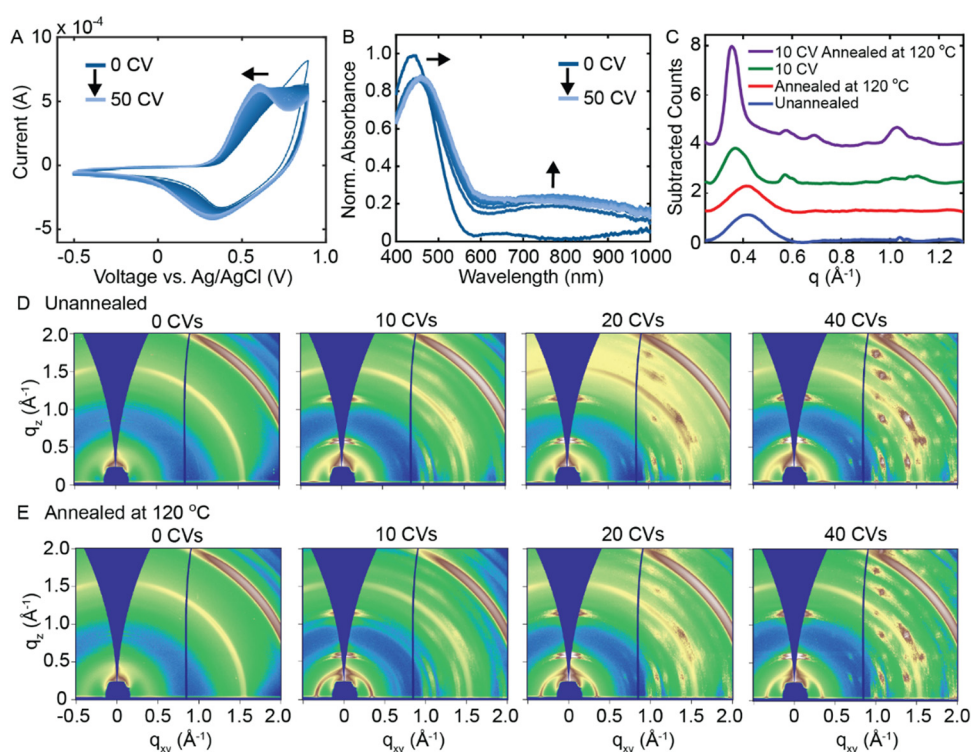 A
x 10⁻⁴
10
5
0
-5
Current (A)
0 CV
50 CV
-0.5
0
0.5
1.0
Voltage vs. Ag/AgCl (V)
B
Norm. Absorbance
1.0
0.8
0.6
0.4
0.2
0
0 CV
50 CV
400 500 600 700 800 900 1000
Wavelength (nm)
C
Subtracted Counts
8
6
4
2
0
10 CV Annealed at 120 °C
10 CV
Annealed at 120 °C
Unannealed
0.4 0.6 0.8 1.0 1.2
q (Å⁻¹)
D Unannealed
0 CVs 10 CVs 20 CVs 40 CVs
q_z (Å⁻¹)
2.0
1.5
1.0
0.5
0
E Annealed at 120 °C
0 CVs 10 CVs 20 CVs 40 CVs
q_z (Å⁻¹)
2.0
1.5
1.0
0.5
0
-0.5 0 0.5 1.0 1.5 2.0 0 0.5 1.0 1.5 2.0 0 0.5 1.0 1.5 2.0 0 0.5 1.0 1.5 2.0
q_xy (Å⁻¹) q_xy (Å⁻¹) q_xy (Å⁻¹) q_xy (Å⁻¹)